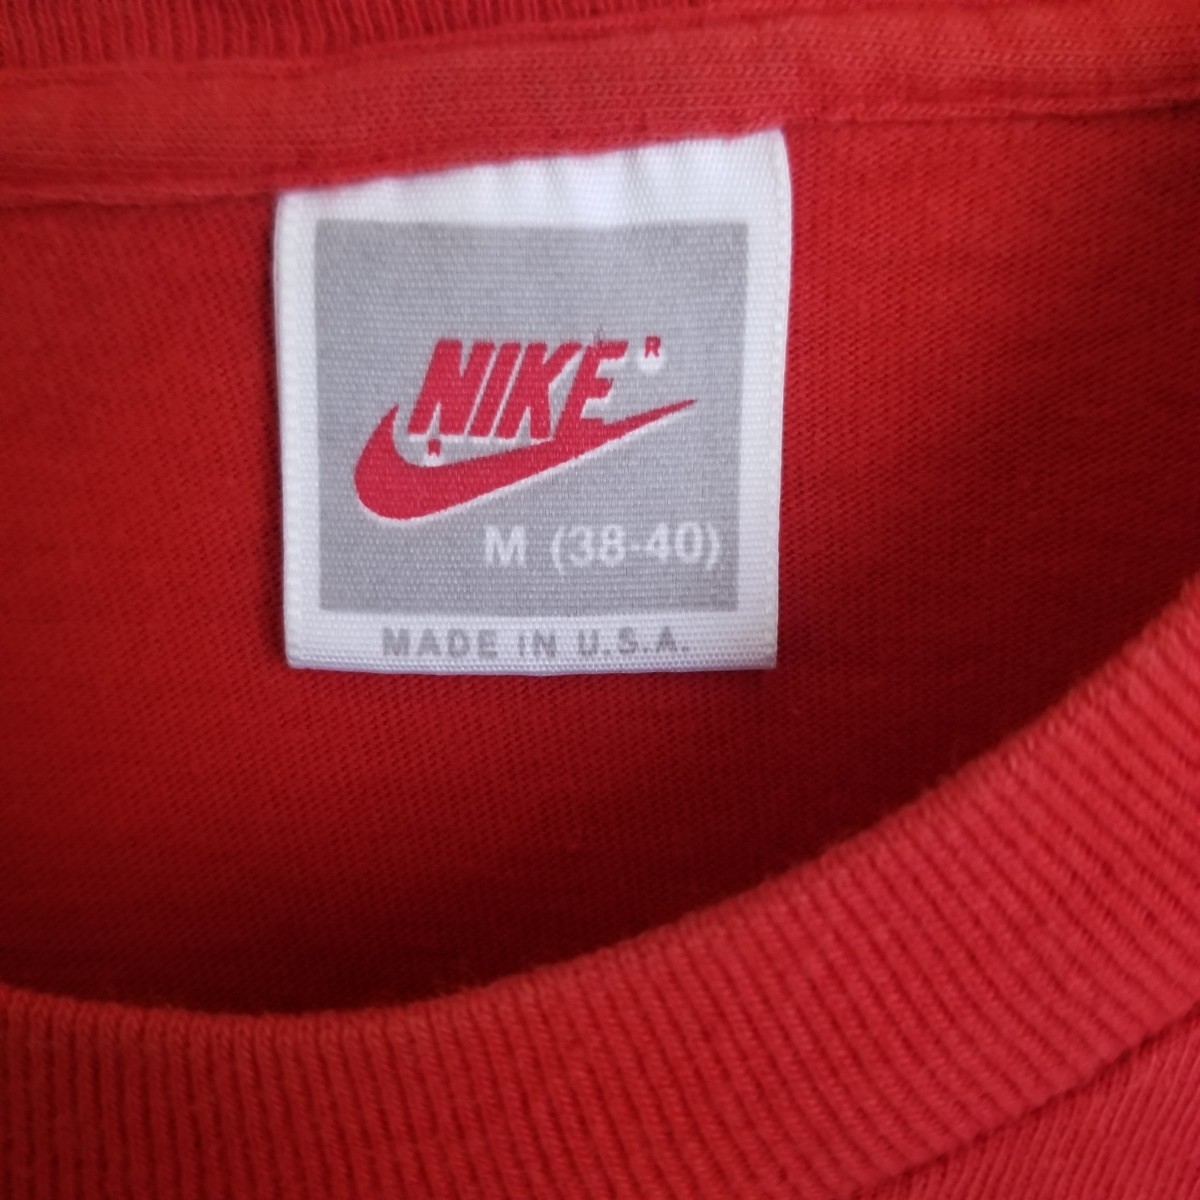 NIKE R
R
M (38-40)
MADE IN U.S.A.